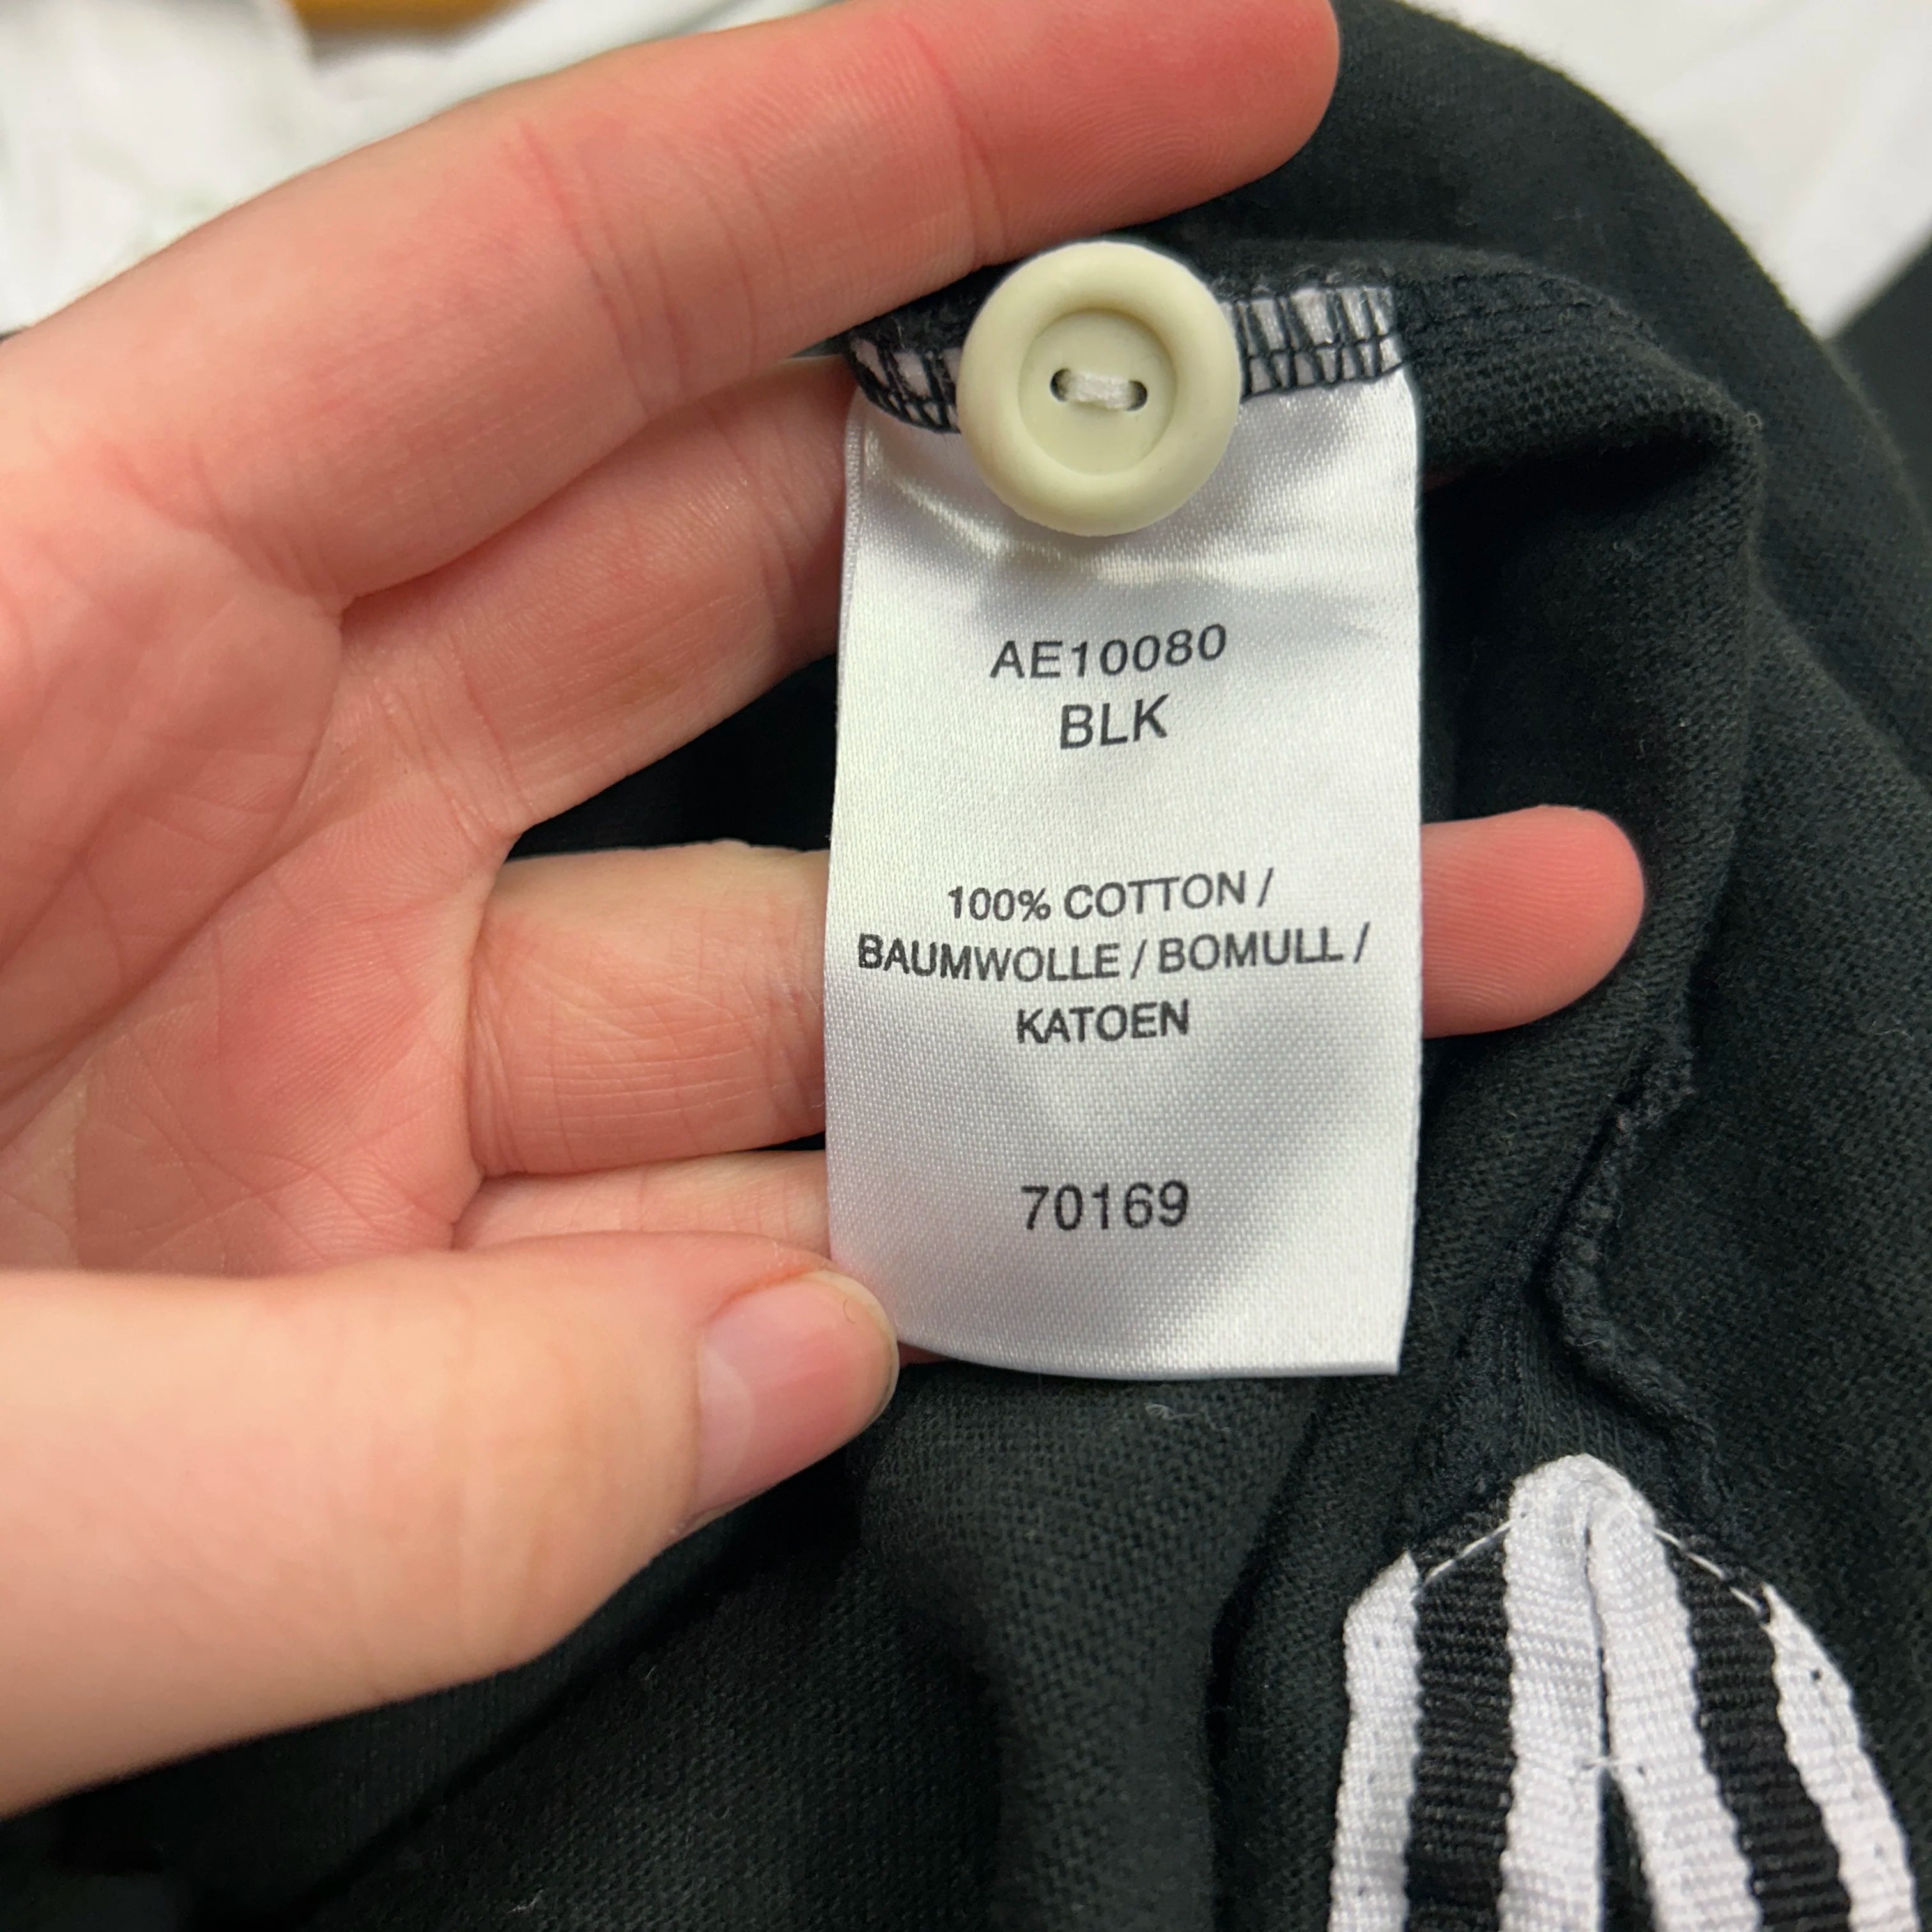 AE10080
BLK
100% COTTON /
BAUMWOLLE / BOMULL /
KATOEN
70169